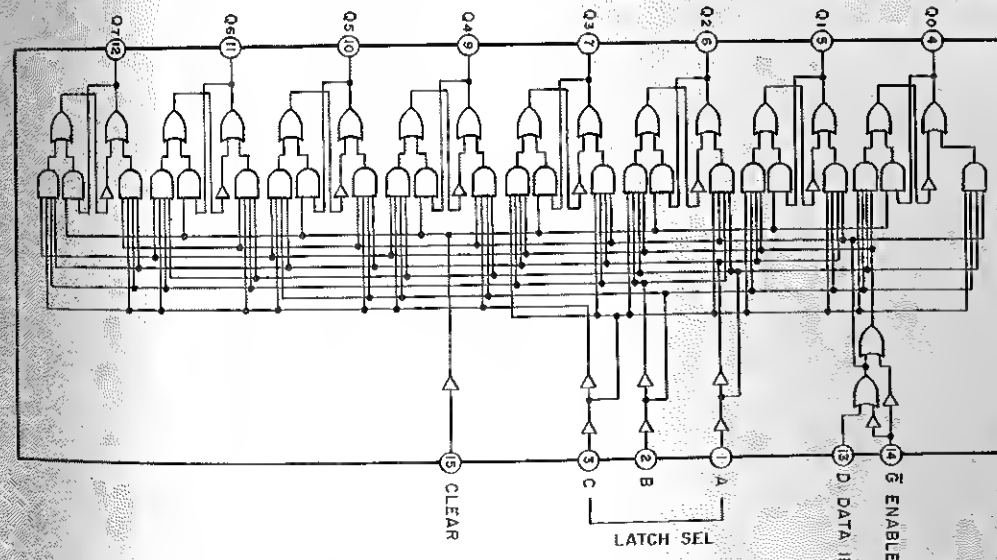 Q7 12
Q6 11
Q5 10
Q4 9
Q3 7
Q2 6
Q1 5
Q0 4
15 CLEAR
3 C
2 B
1 A
13 D DATA
14 G̅ ENABLE
LATCH SEL